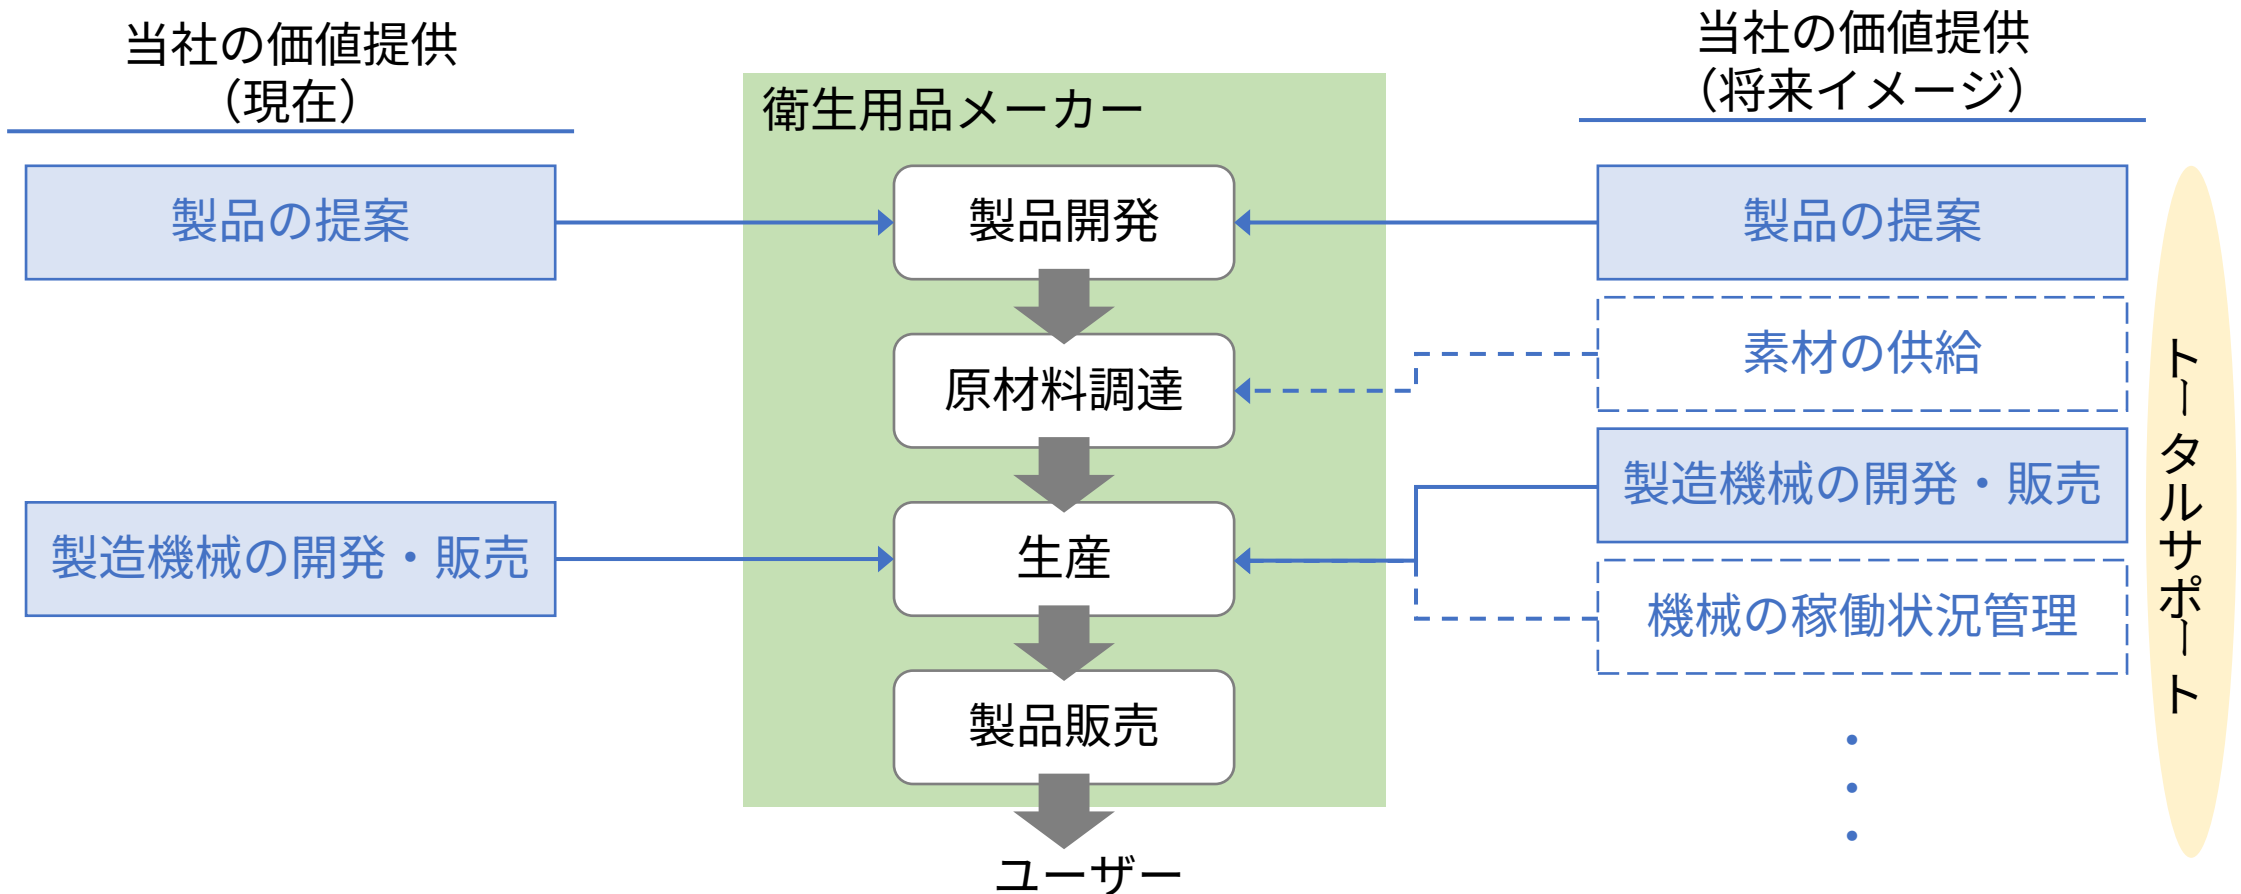 当社の価値提供
（現在）
製品の提案
製造機械の開発・販売
衛生用品メーカー
製品開発
原材料調達
生産
製品販売
ユーザー
当社の価値提供
（将来イメージ）
製品の提案
素材の供給
製造機械の開発・販売
機械の稼働状況管理
・
・
・
トータルサポート